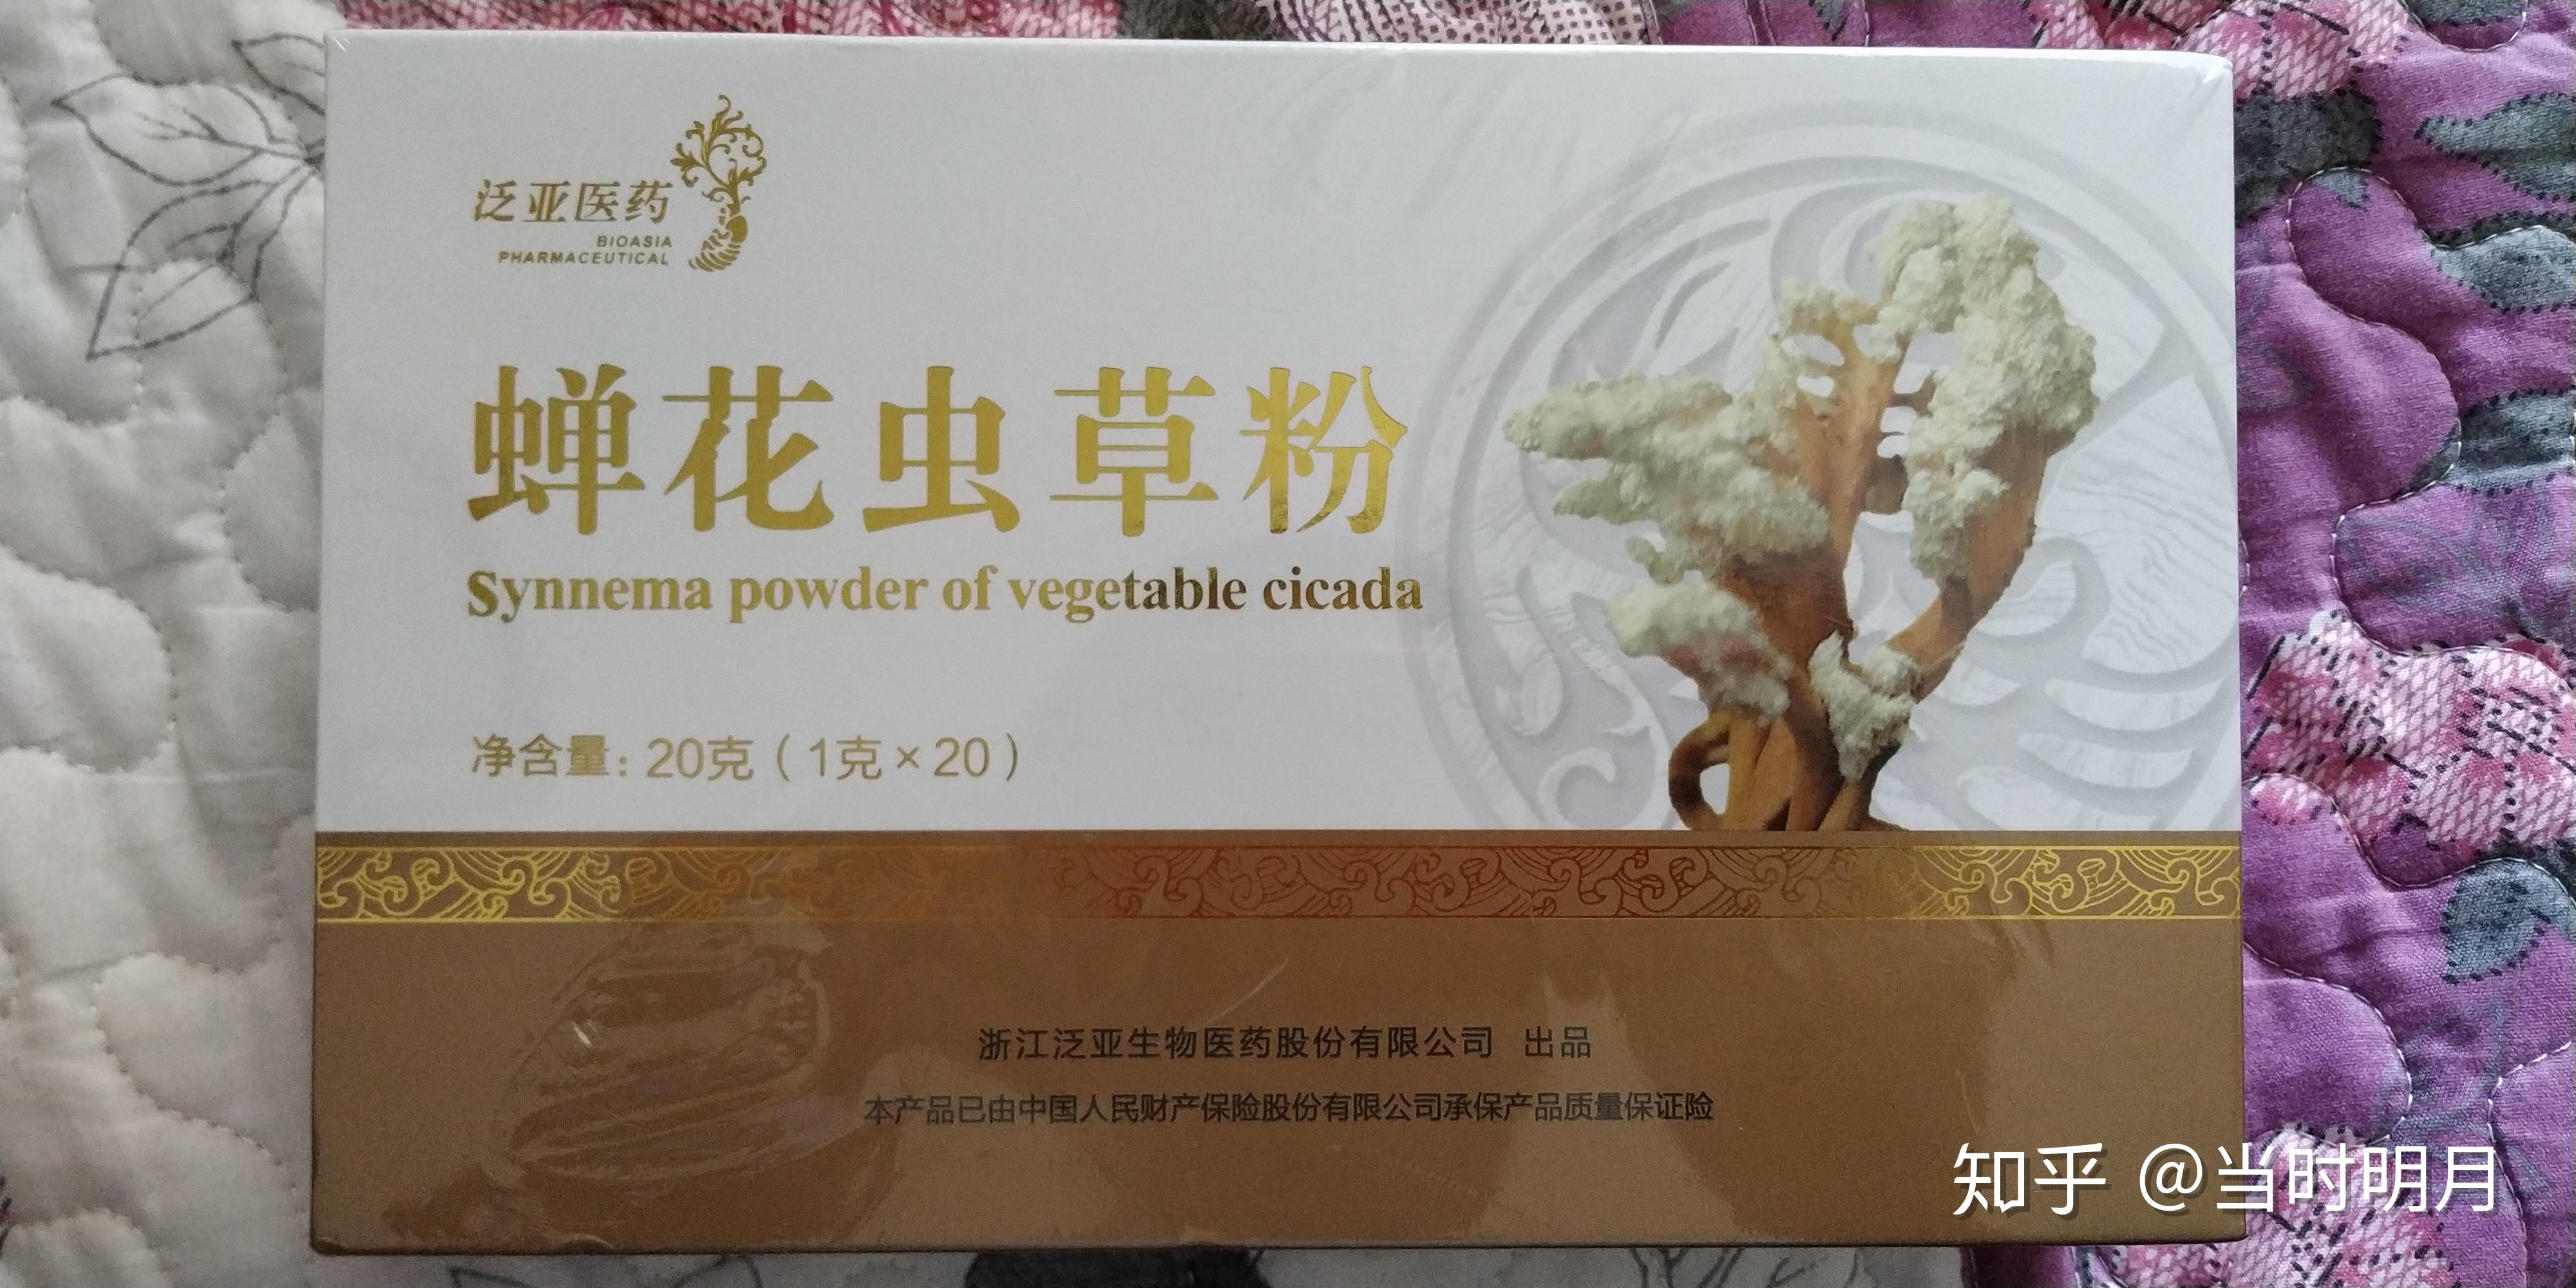 泛亚医药
BIOASIA
PHARMACEUTICAL
蝉花虫草粉
Synnema powder of vegetable cicada
净含量：20克（1克×20）
浙江泛亚生物医药股份有限公司 出品
本产品已由中国人民财产保险股份有限公司承保产品质量保证险
知乎 @当时明月